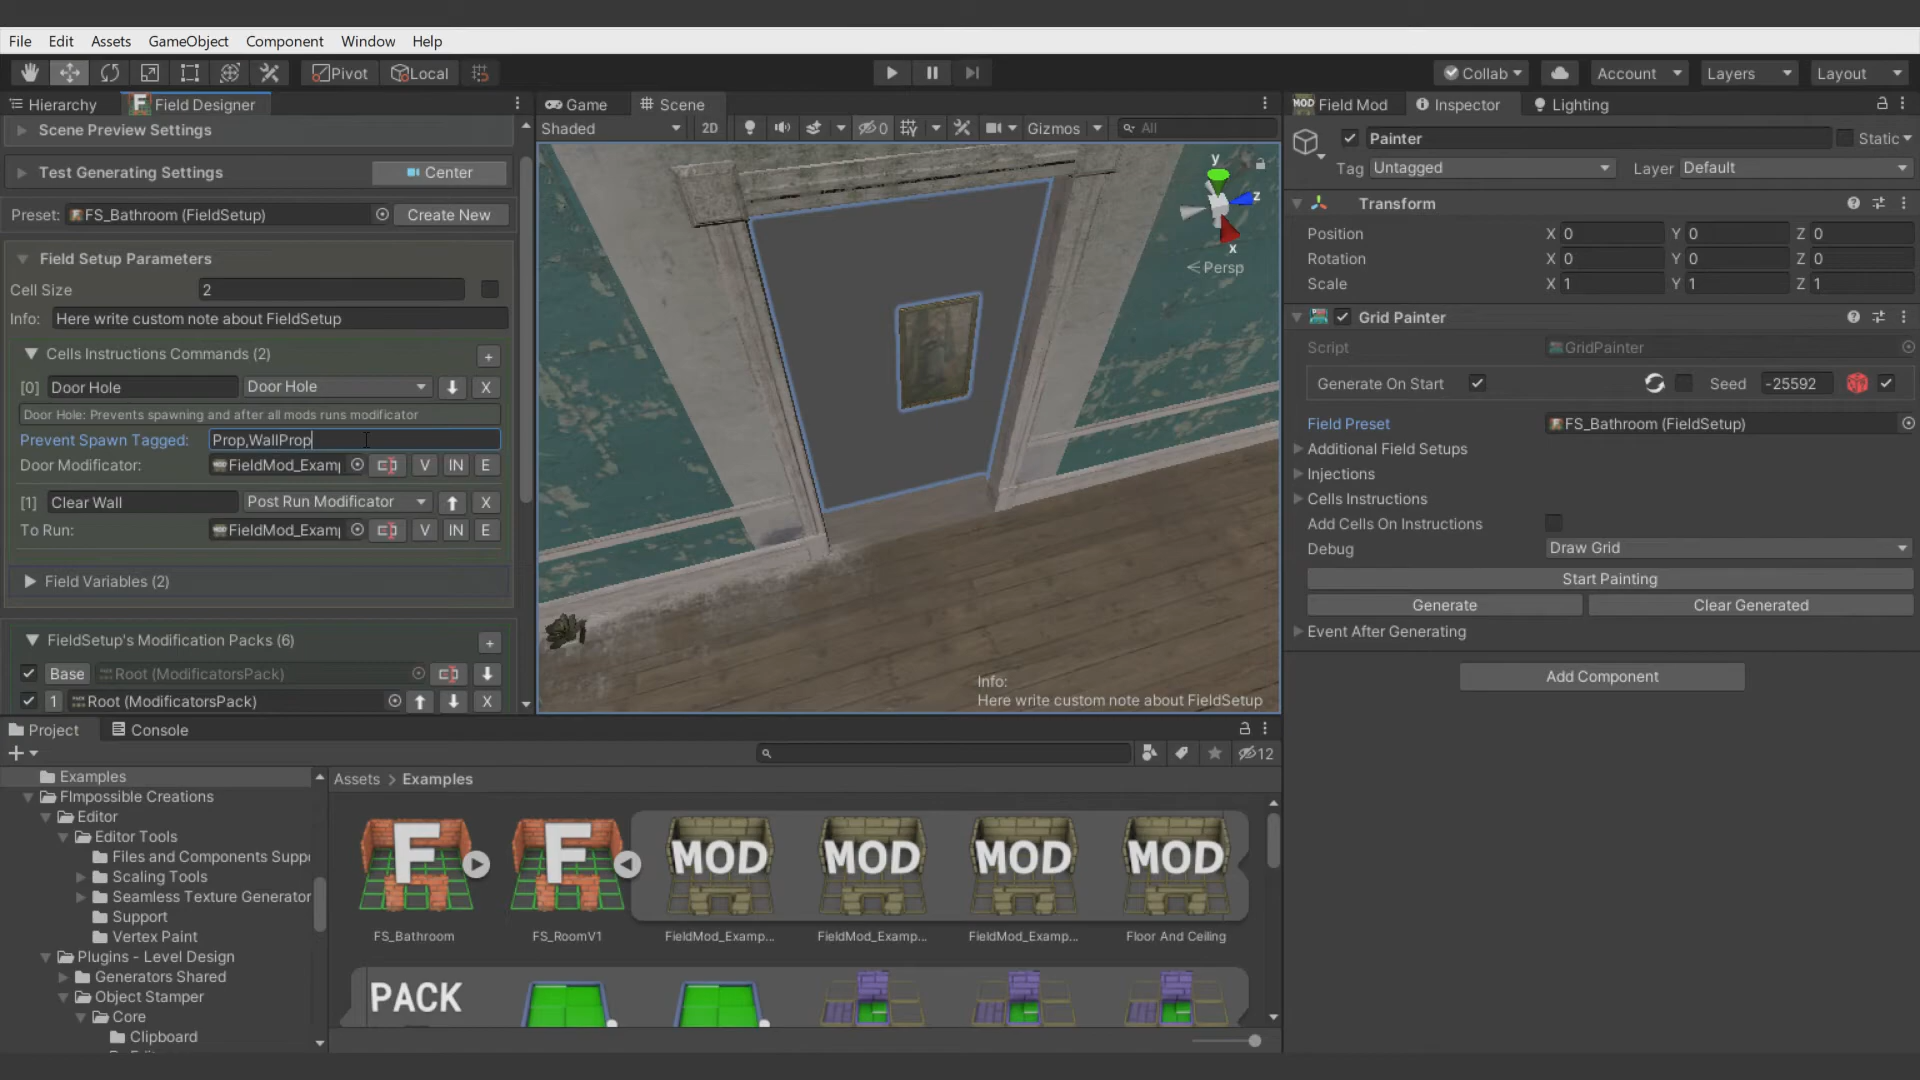 File Edit Assets GameObject Component Window Help
Pivot Local Collab Account Layers Layout
Hierarchy Field Designer
Scene Preview Settings
Test Generating Settings Center
Preset: FS_Bathroom (FieldSetup) Create New
Field Setup Parameters
Cell Size 2
Info: Here write custom note about FieldSetup
Cells Instructions Commands (2) +
[0] Door Hole Door Hole X
Door Hole: Prevents spawning and after all mods runs modificator
Prevent Spawn Tagged: Prop,WallProp
Door Modificator: FieldMod_Examp V IN E
[1] Clear Wall Post Run Modificator X
To Run: FieldMod_Examp V IN E
Field Variables (2)
FieldSetup's Modification Packs (6) +
Base Root (ModificatorsPack)
1 Root (ModificatorsPack) X
Game Scene
Shaded 2D 0 Gizmos All
y
z
x
Persp
Info:
Here write custom note about FieldSetup
MOD Field Mod Inspector Lighting
Painter Static
Tag Untagged Layer Default
Transform
Position X 0 Y 0 Z 0
Rotation X 0 Y 0 Z 0
Scale X 1 Y 1 Z 1
Grid Painter
Script GridPainter
Generate On Start Seed -25592
Field Preset FS_Bathroom (FieldSetup)
Additional Field Setups
Injections
Cells Instructions
Add Cells On Instructions
Debug Draw Grid
Start Painting
Generate Clear Generated
Event After Generating
Add Component
Project Console
12
Examples
FImpossible Creations
Editor
Editor Tools
Files and Components Suppo
Scaling Tools
Seamless Texture Generator
Support
Vertex Paint
Plugins - Level Design
Generators Shared
Object Stamper
Core
Clipboard
Assets > Examples
F F MOD MOD MOD MOD
FS_Bathroom FS_RoomV1 FieldMod_Examp... FieldMod_Examp... FieldMod_Examp... Floor And Ceiling
PACK